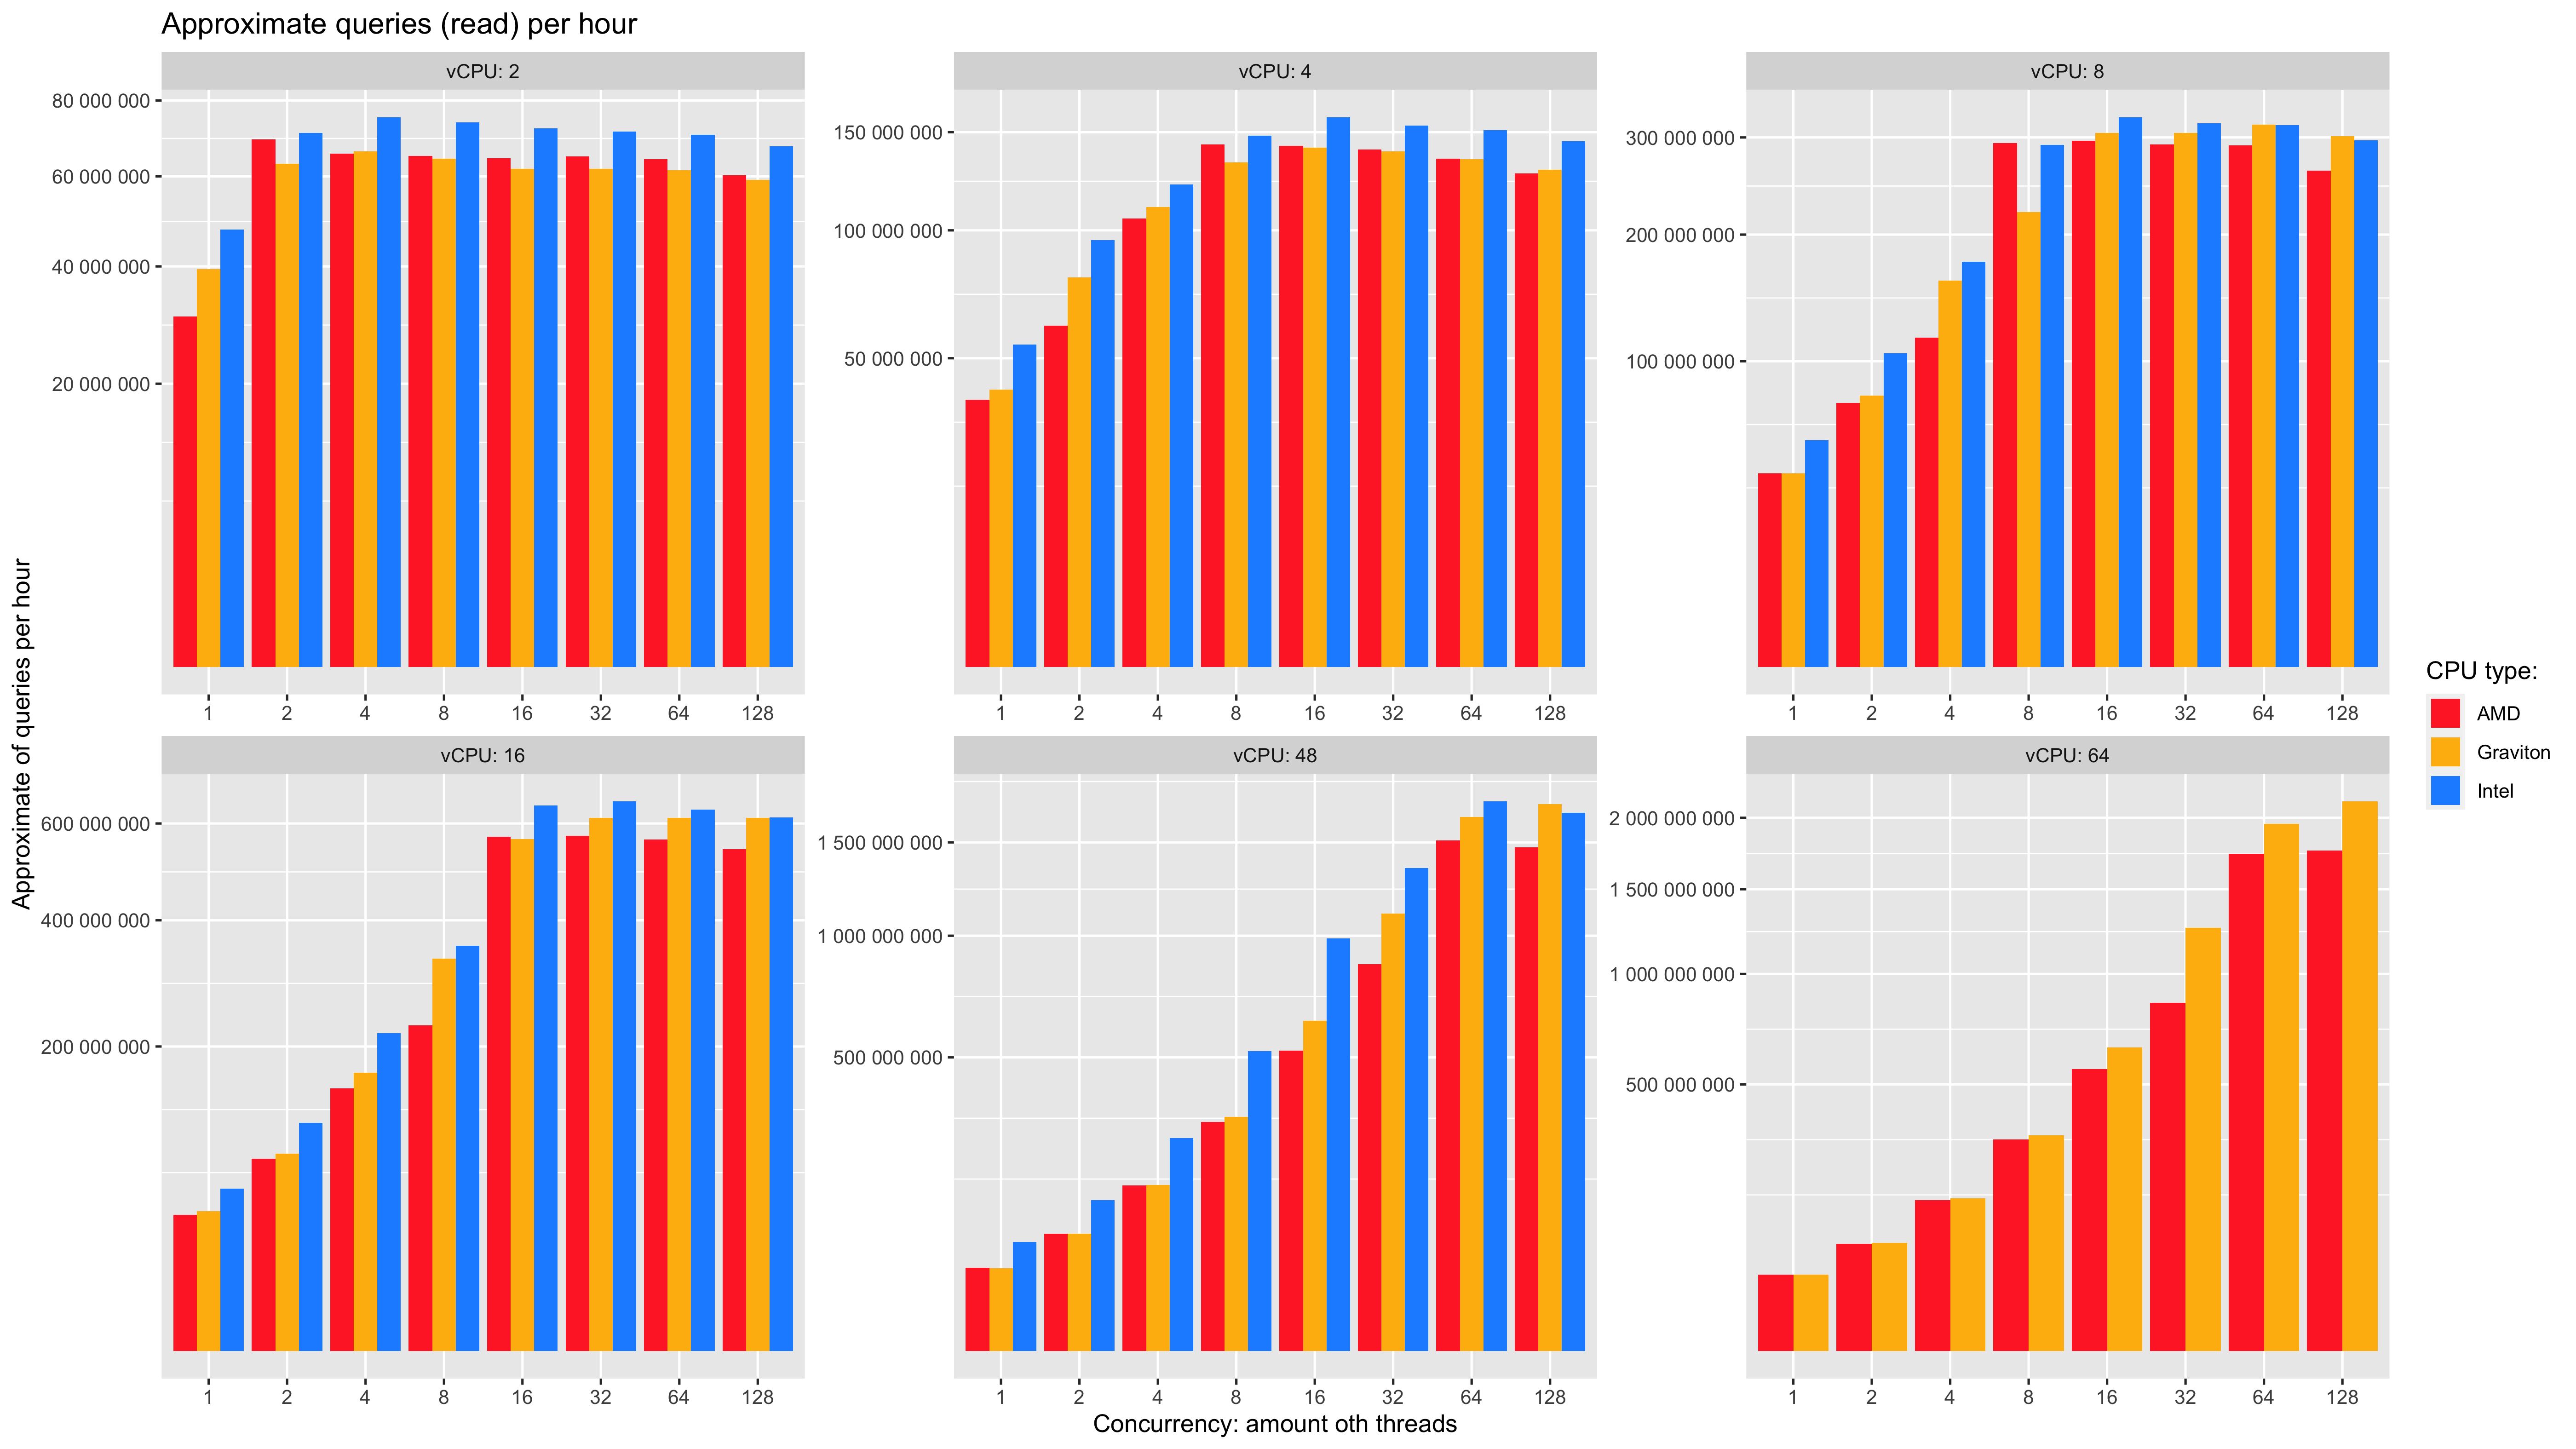 Approximate queries (read) per hour
Approximate of queries per hour
vCPU: 2
80 000 000
60 000 000
40 000 000
20 000 000
1 2 4 8 16 32 64 128
vCPU: 4
150 000 000
100 000 000
50 000 000
1 2 4 8 16 32 64 128
vCPU: 8
300 000 000
200 000 000
100 000 000
1 2 4 8 16 32 64 128
vCPU: 16
600 000 000
400 000 000
200 000 000
1 2 4 8 16 32 64 128
vCPU: 48
1 500 000 000
1 000 000 000
500 000 000
1 2 4 8 16 32 64 128
vCPU: 64
2 000 000 000
1 500 000 000
1 000 000 000
500 000 000
1 2 4 8 16 32 64 128
Concurrency: amount oth threads
CPU type:
AMD
Graviton
Intel